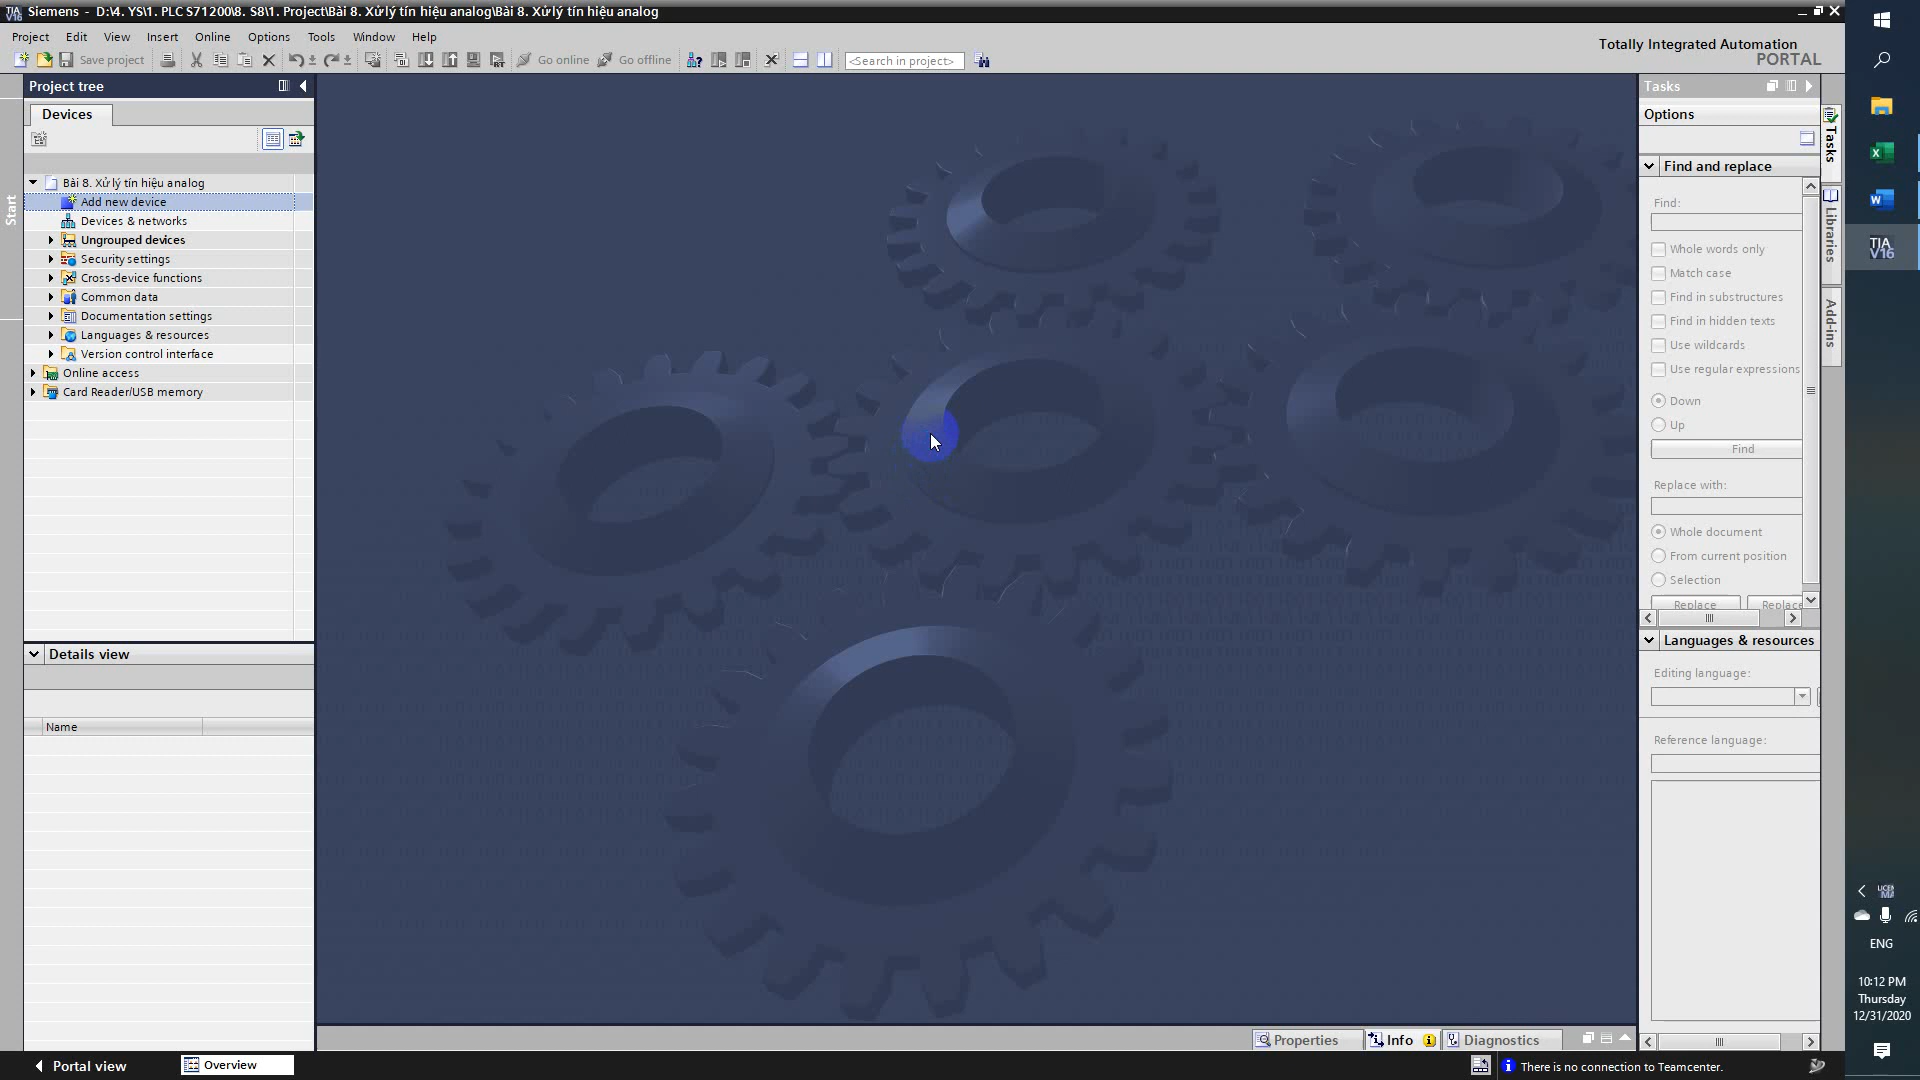 Siemens - D:\4. YS\1. PLC S71200\8. S8\1. Project\Bài 8. Xử lý tín hiệu analog\Bài 8. Xử lý tín hiệu analog
Project Edit View Insert Online Options Tools Window Help
Totally Integrated Automation
PORTAL
Save project
Go online
Go offline
<Search in project>
Project tree
Devices
Start
Bài 8. Xử lý tín hiệu analog
Add new device
Devices & networks
Ungrouped devices
Security settings
Cross-device functions
Common data
Documentation settings
Languages & resources
Version control interface
Online access
Card Reader/USB memory
Details view
Name
Tasks
Options
Find and replace
Find:
Whole words only
Match case
Find in substructures
Find in hidden texts
Use wildcards
Use regular expressions
Down
Up
Find
Replace with:
Whole document
From current position
Selection
Replace
Replace
Languages & resources
Editing language:
Reference language:
Tasks
Libraries
Add-ins
Properties
Info
Diagnostics
Portal view
Overview
There is no connection to Teamcenter.
TIA
V16
ENG
10:12 PM
Thursday
12/31/2020